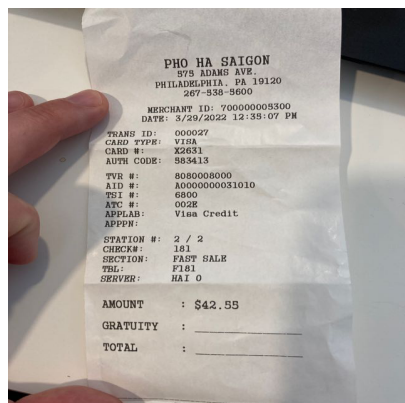 PHO HA SAIGON
575 ADAMS AVE.
PHILADELPHIA, PA 19120
267-538-5600
MERCHANT ID: 700000005300
DATE: 3/29/2022 12:35:07 PM
TRANS ID: 000027
CARD TYPE: VISA
CARD #: X2631
AUTH CODE: 583413
TVR #: 8080008000
AID #: A0000000031010
TSI #: 6800
ATC #: 002E
APPLAB: Visa Credit
APPPN:
STATION #: 2 / 2
CHECK#: 181
SECTION: FAST SALE
TBL: F181
SERVER: HAI O
AMOUNT : $42.55
GRATUITY :
TOTAL :